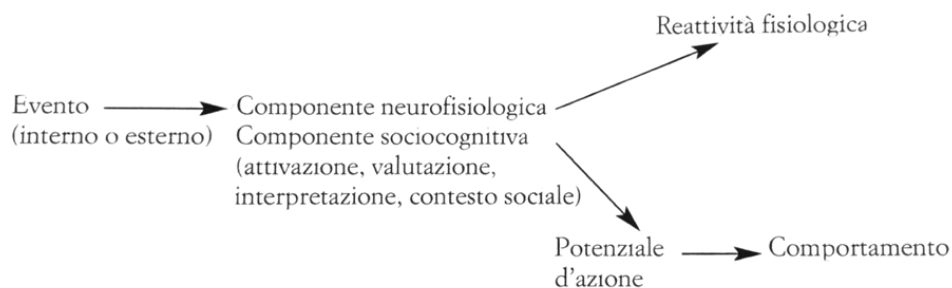 Reattività fisiologica
Evento
(interno o esterno)
Componente neurofisiologica
Componente sociocognitiva
(attivazione, valutazione,
interpretazione, contesto sociale)
Potenziale
d'azione
Comportamento